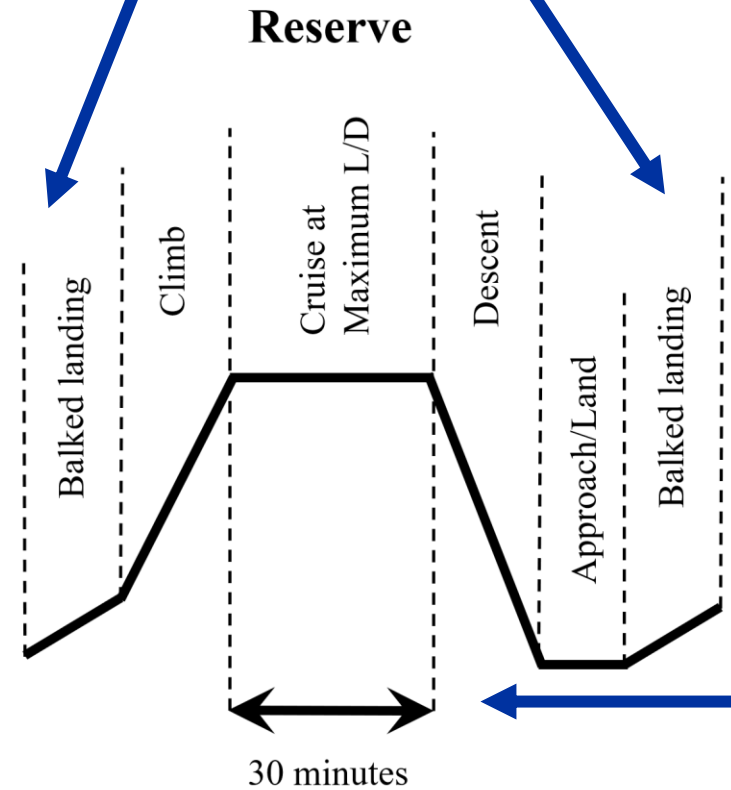 Reserve
Balked landing
Climb
Cruise at
Maximum L/D
Descent
Approach/Land
Balked landing
30 minutes